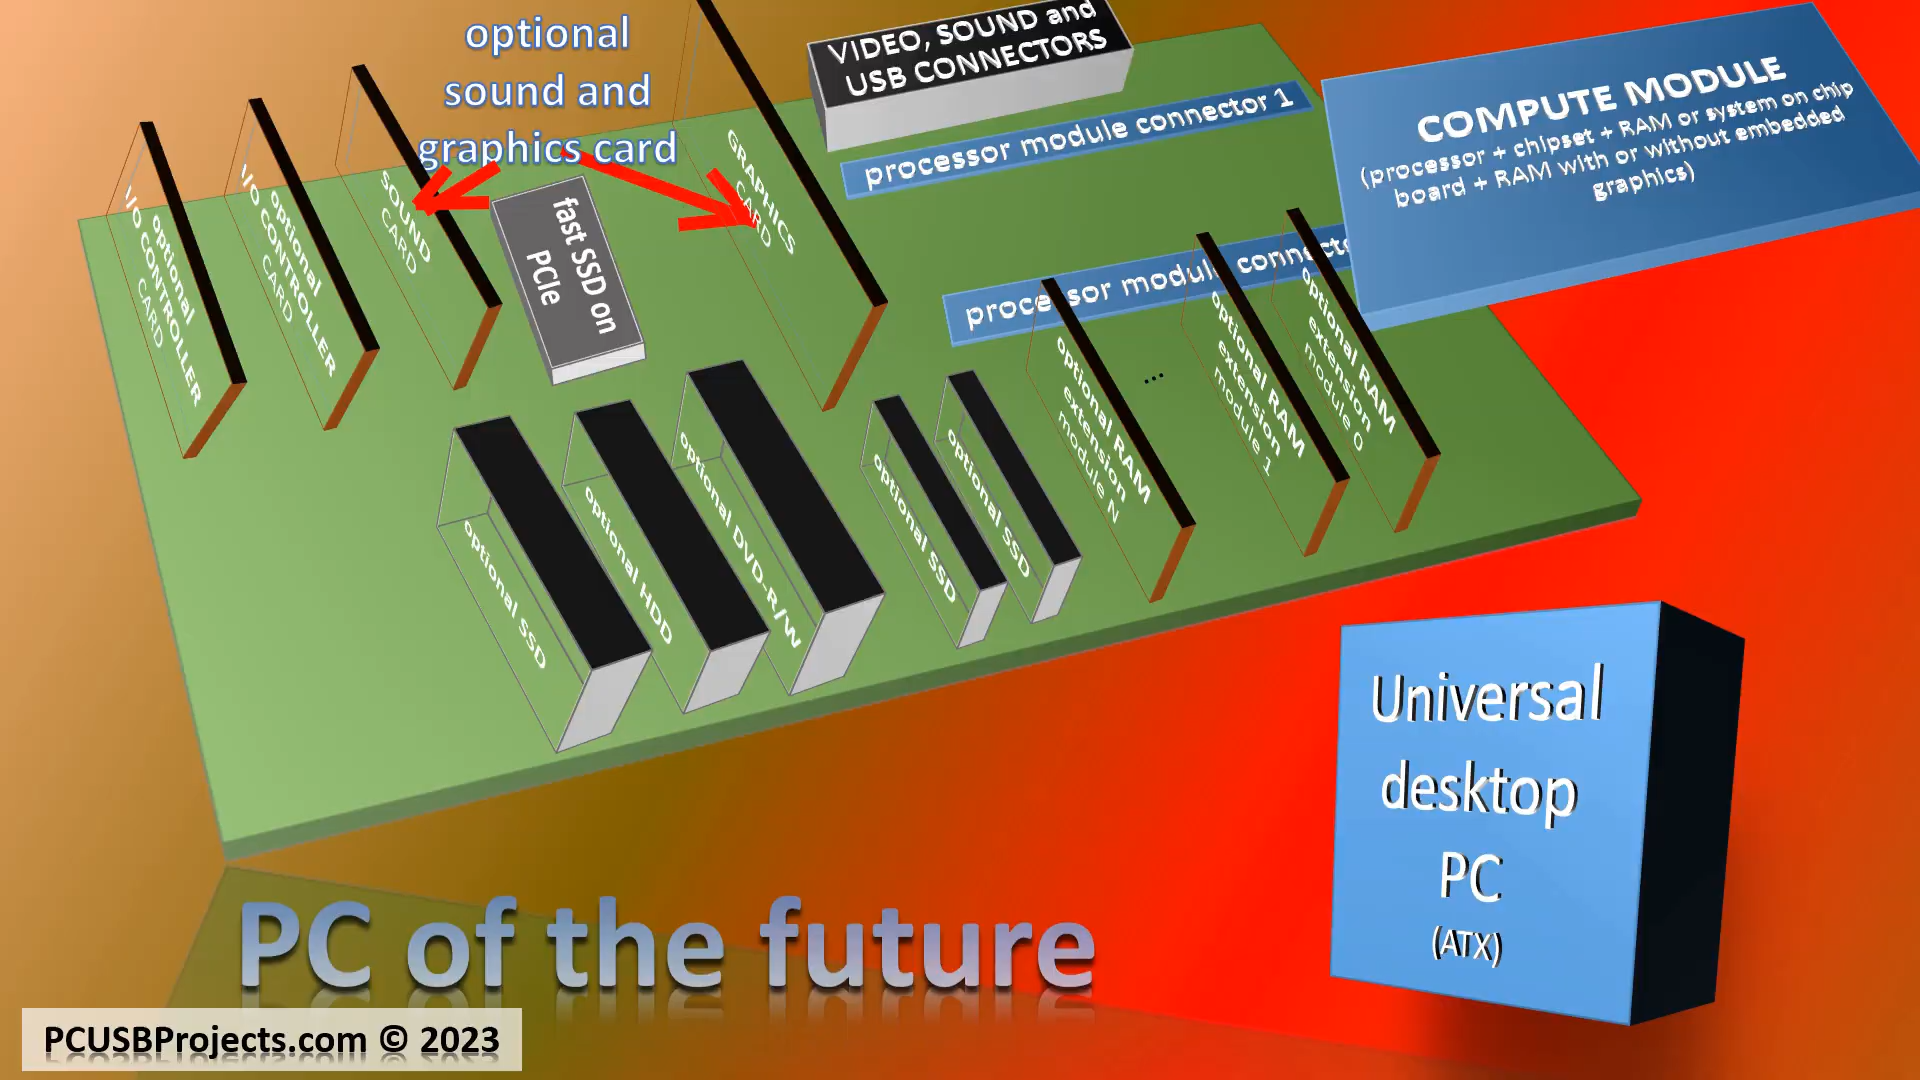 optional
sound and
graphics card
VIDEO, SOUND and
USB CONNECTORS
processor module connector 1
COMPUTE MODULE
(processor + chipset + RAM or system on chip
board + RAM with or without embedded
graphics)
optional
I/O CONTROLLER
CARD
optional
I/O CONTROLLER
CARD
SOUND
CARD
fast SSD on
PCIe
GRAPHICS
CARD
processor module
optional RAM
extension
module N
...
optional RAM
extension
module 1
optional RAM
extension
module 0
optional SSD
optional HDD
optional DVD-R/W
optional SSD
optional SSD
Universal
desktop
PC
(ATX)
PC of the future
PCUSBProjects.com © 2023